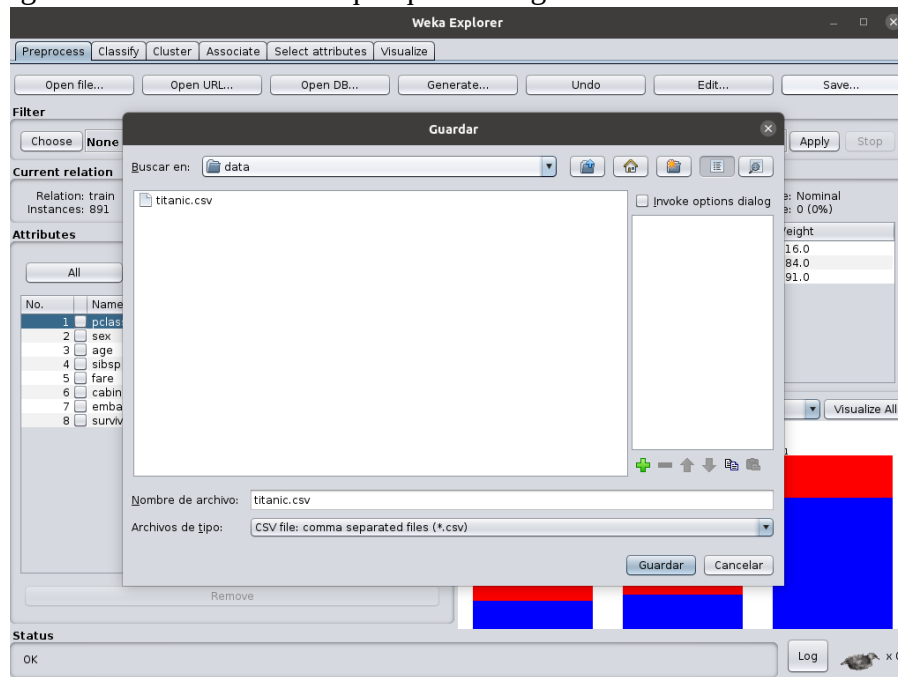 Weka Explorer
Preprocess Classify Cluster Associate Select attributes Visualize
Open file... Open URL... Open DB... Generate... Undo Edit... Save...
Filter
Choose None Apply Stop
Guardar
Current relation
Relation: train
Instances: 891
Attributes
All
No. Name
1 pclas
2 sex
3 age
4 sibsp
5 fare
6 cabin
7 emba
8 surviv
Buscar en: data
titanic.csv
Invoke options dialog
Nombre de archivo: titanic.csv
Archivos de tipo: CSV file: comma separated files (*.csv)
Guardar Cancelar
: Nominal
: 0 (0%)
eight
16.0
84.0
91.0
Visualize All
Remove
Status
OK
Log x